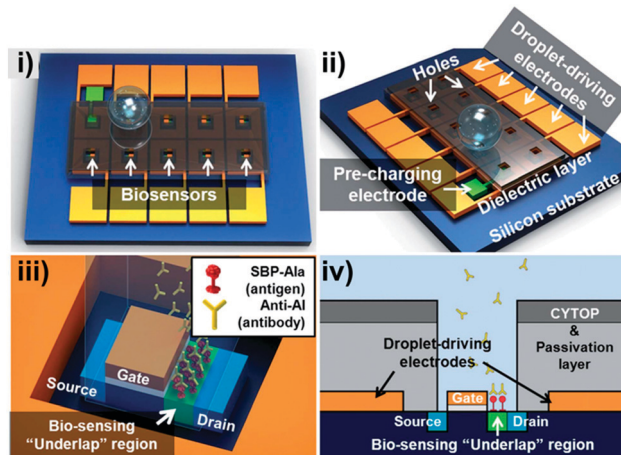 i)
Biosensors
ii)
Holes
Droplet-driving
electrodes
Pre-charging
electrode
Dielectric layer
Silicon substrate
iii)
SBP-Ala
(antigen)
Anti-AI
(antibody)
Gate
Source
Drain
Bio-sensing
"Underlap" region
iv)
CYTOP
&
Passivation
layer
Droplet-driving
electrodes
Gate
Source
Drain
Bio-sensing "Underlap" region